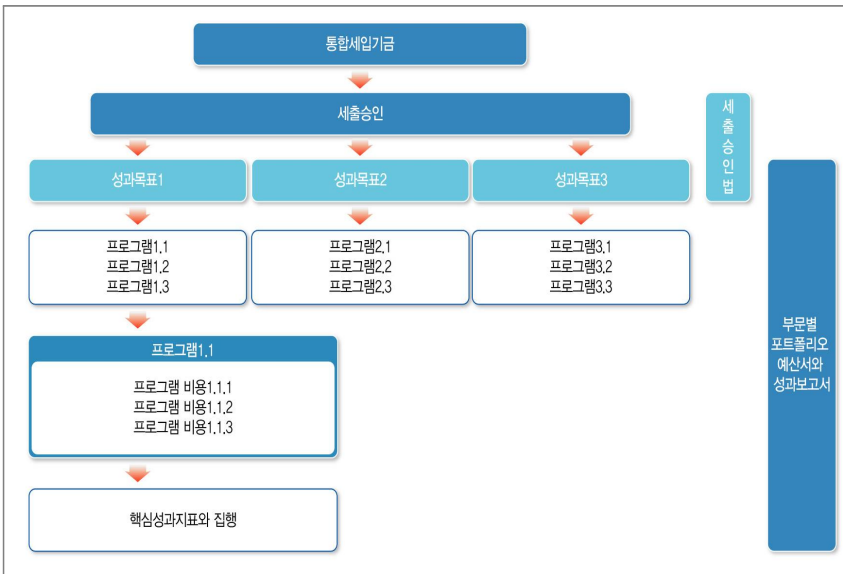 통합세입기금
세출승인
세
출
승
인
법
성과목표1
성과목표2
성과목표3
프로그램1.1
프로그램1.2
프로그램1.3
프로그램2.1
프로그램2.2
프로그램2.3
프로그램3.1
프로그램3.2
프로그램3.3
프로그램1.1
프로그램 비용1.1.1
프로그램 비용1.1.2
프로그램 비용1.1.3
핵심성과지표와 집행
부문별
포트폴리오
예산서와
성과보고서